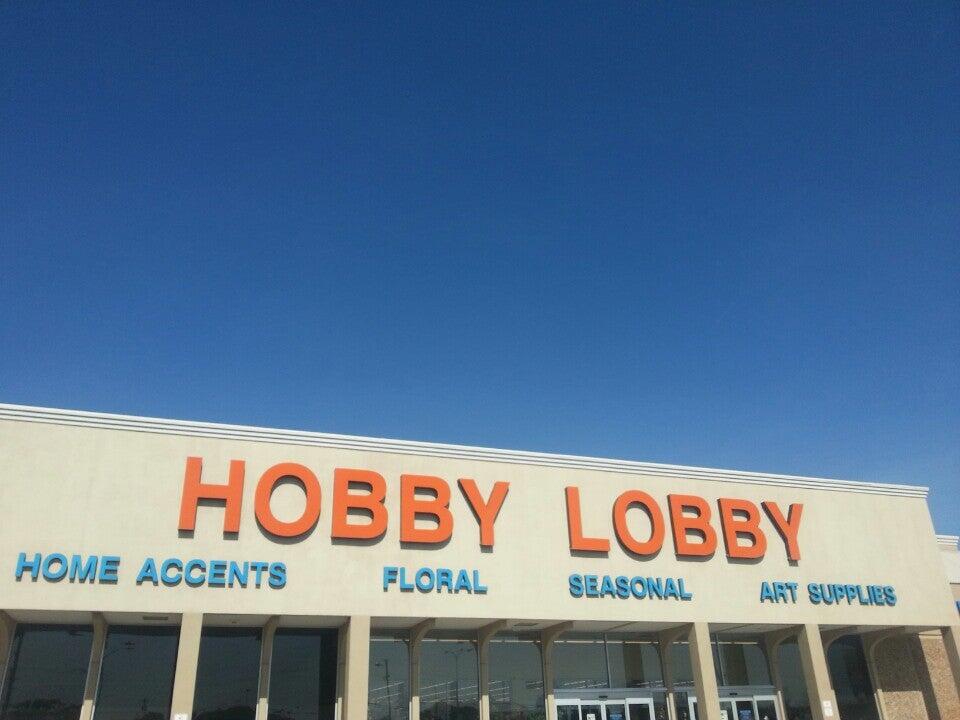 HOBBY LOBBY
HOME ACCENTS FLORAL SEASONAL ART SUPPLIES